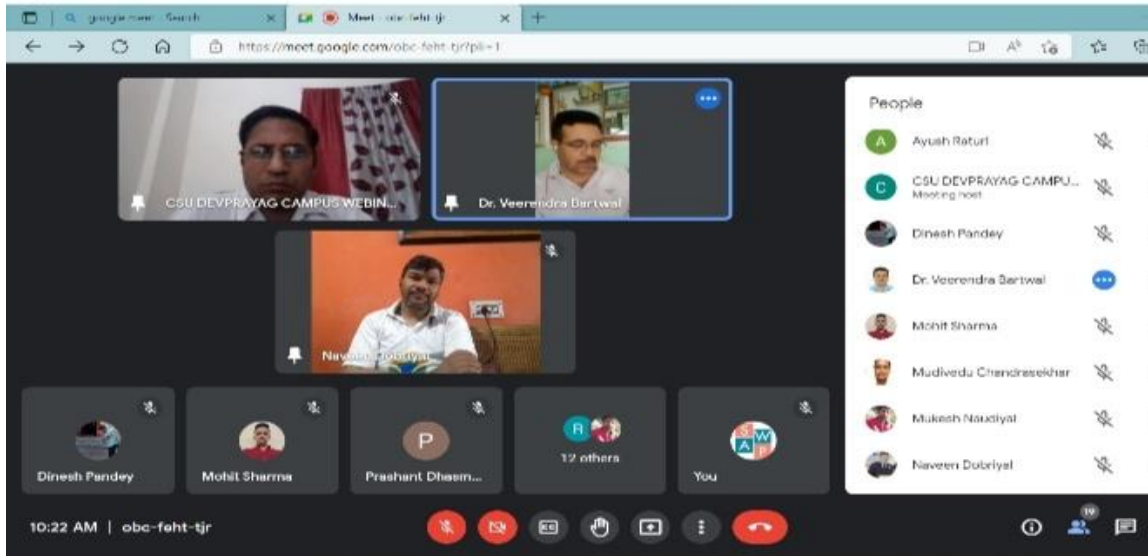 google meet - Search
Meet - obc-feht-tjr
https://meet.google.com/obc-feht-tjr?pli=1
CSU DEVPRAYAG CAMPUS WEBIN...
Dr. Veerendra Bartwal
Naveen Dobriyal
Dinesh Pandey
Mohit Sharma
P
Prashant Dhasm...
R
12 others
S W A P
You
People
A
Ayush Raturi
C
CSU DEVPRAYAG CAMPU...
Meeting host
Dinesh Pandey
Dr. Veerendra Bartwal
Mohit Sharma
Mudivedu Chandrasekhar
Mukesh Naudiyal
Naveen Dobriyal
10:22 AM | obc-feht-tjr
CC
19